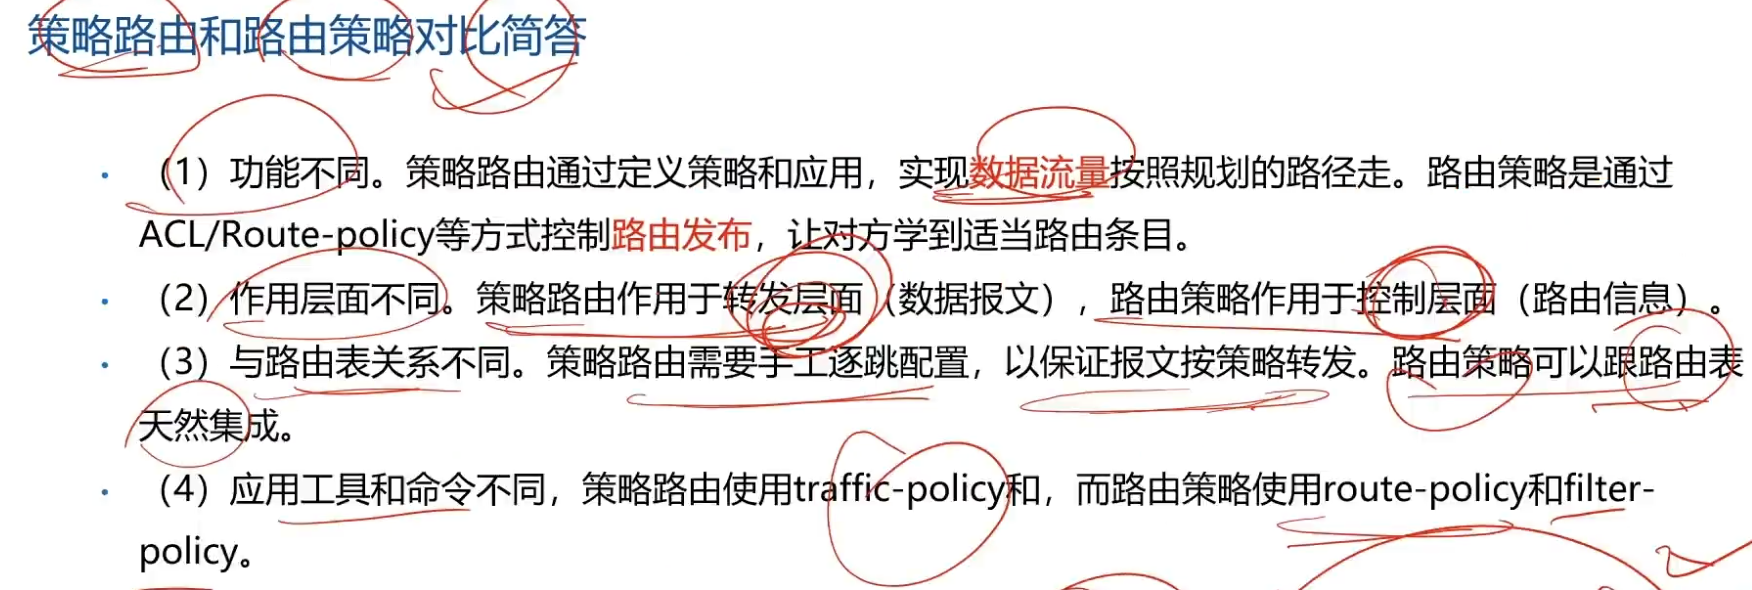 策略路由和路由策略对比简答
• （1）功能不同。策略路由通过定义策略和应用，实现数据流量按照规划的路径走。路由策略是通过
ACL/Route-policy等方式控制路由发布，让对方学到适当路由条目。
• （2）作用层面不同。策略路由作用于转发层面（数据报文），路由策略作用于控制层面（路由信息）。
• （3）与路由表关系不同。策略路由需要手工逐跳配置，以保证报文按策略转发。路由策略可以跟路由表
天然集成。
• （4）应用工具和命令不同，策略路由使用traffic-policy和，而路由策略使用route-policy和filter-
policy。